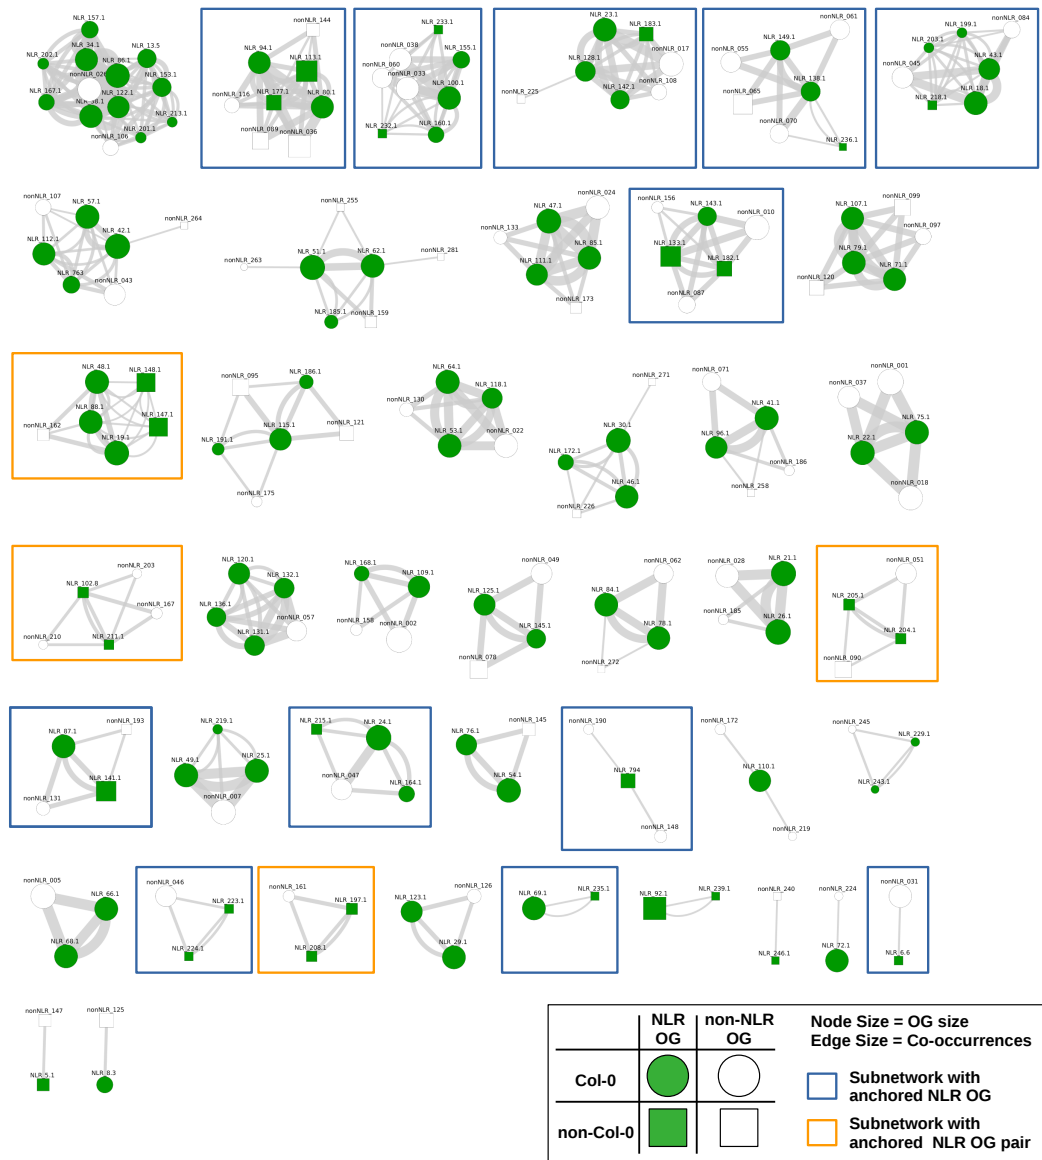 NLR_157.1
NLR_34.1
NLR_86.1
NLR_13.5
NLR_202.1
nonNLR_026
NLR_153.1
NLR_167.1
NLR_58.1
NLR_122.1
NLR_213.1
NLR_201.1
nonNLR_106
nonNLR_144
NLR_94.1
NLR_113.1
NLR_177.1
NLR_80.1
nonNLR_116
nonNLR_089
nonNLR_036
NLR_233.1
nonNLR_038
NLR_155.1
nonNLR_060
nonNLR_033
NLR_100.1
NLR_232.1
NLR_160.1
NLR_23.1
NLR_183.1
nonNLR_017
NLR_128.1
nonNLR_108
NLR_142.1
nonNLR_225
nonNLR_061
NLR_149.1
nonNLR_055
NLR_138.1
nonNLR_065
nonNLR_070
NLR_236.1
nonNLR_084
NLR_199.1
NLR_203.1
nonNLR_045
NLR_43.1
NLR_218.1
NLR_18.1
nonNLR_107
NLR_57.1
nonNLR_264
NLR_112.1
NLR_42.1
NLR_763
nonNLR_043
nonNLR_255
NLR_51.1
NLR_62.1
nonNLR_281
nonNLR_263
NLR_185.1
nonNLR_159
nonNLR_024
NLR_47.1
nonNLR_133
NLR_85.1
NLR_111.1
nonNLR_173
nonNLR_156
NLR_143.1
nonNLR_010
NLR_133.1
NLR_182.1
nonNLR_087
nonNLR_099
NLR_107.1
nonNLR_097
NLR_79.1
NLR_71.1
nonNLR_120
NLR_48.1
NLR_148.1
NLR_88.1
NLR_147.1
nonNLR_162
NLR_19.1
nonNLR_095
NLR_186.1
NLR_115.1
nonNLR_121
NLR_191.1
nonNLR_175
NLR_64.1
NLR_118.1
nonNLR_130
NLR_53.1
nonNLR_022
nonNLR_271
NLR_30.1
NLR_172.1
NLR_46.1
nonNLR_226
nonNLR_071
NLR_41.1
NLR_96.1
nonNLR_186
nonNLR_258
nonNLR_001
nonNLR_037
NLR_75.1
NLR_22.1
nonNLR_018
nonNLR_203
NLR_102.8
nonNLR_167
nonNLR_210
NLR_211.1
NLR_120.1
NLR_132.1
NLR_136.1
nonNLR_057
NLR_131.1
NLR_168.1
NLR_109.1
nonNLR_158
nonNLR_002
nonNLR_049
NLR_125.1
NLR_145.1
nonNLR_078
nonNLR_062
NLR_84.1
NLR_78.1
nonNLR_272
nonNLR_028
NLR_21.1
nonNLR_185
NLR_26.1
nonNLR_051
NLR_205.1
NLR_204.1
nonNLR_090
nonNLR_193
NLR_87.1
NLR_141.1
nonNLR_131
NLR_219.1
NLR_49.1
NLR_25.1
nonNLR_007
NLR_215.1
NLR_24.1
nonNLR_047
NLR_164.1
NLR_76.1
nonNLR_145
NLR_54.1
nonNLR_190
NLR_794
nonNLR_148
nonNLR_172
NLR_110.1
nonNLR_219
nonNLR_245
NLR_229.1
NLR_243.1
nonNLR_005
NLR_66.1
NLR_68.1
nonNLR_046
NLR_223.1
NLR_224.1
nonNLR_161
NLR_197.1
NLR_208.1
nonNLR_126
NLR_123.1
NLR_29.1
NLR_69.1
NLR_235.1
NLR_92.1
NLR_239.1
nonNLR_240
NLR_246.1
nonNLR_224
NLR_72.1
nonNLR_031
NLR_6.6
nonNLR_147
NLR_5.1
nonNLR_125
NLR_8.3
NLR
OG
non-NLR
OG
Col-0
non-Col-0
Node Size = OG size
Edge Size = Co-occurrences
Subnetwork with
anchored NLR OG
Subnetwork with
anchored NLR OG pair